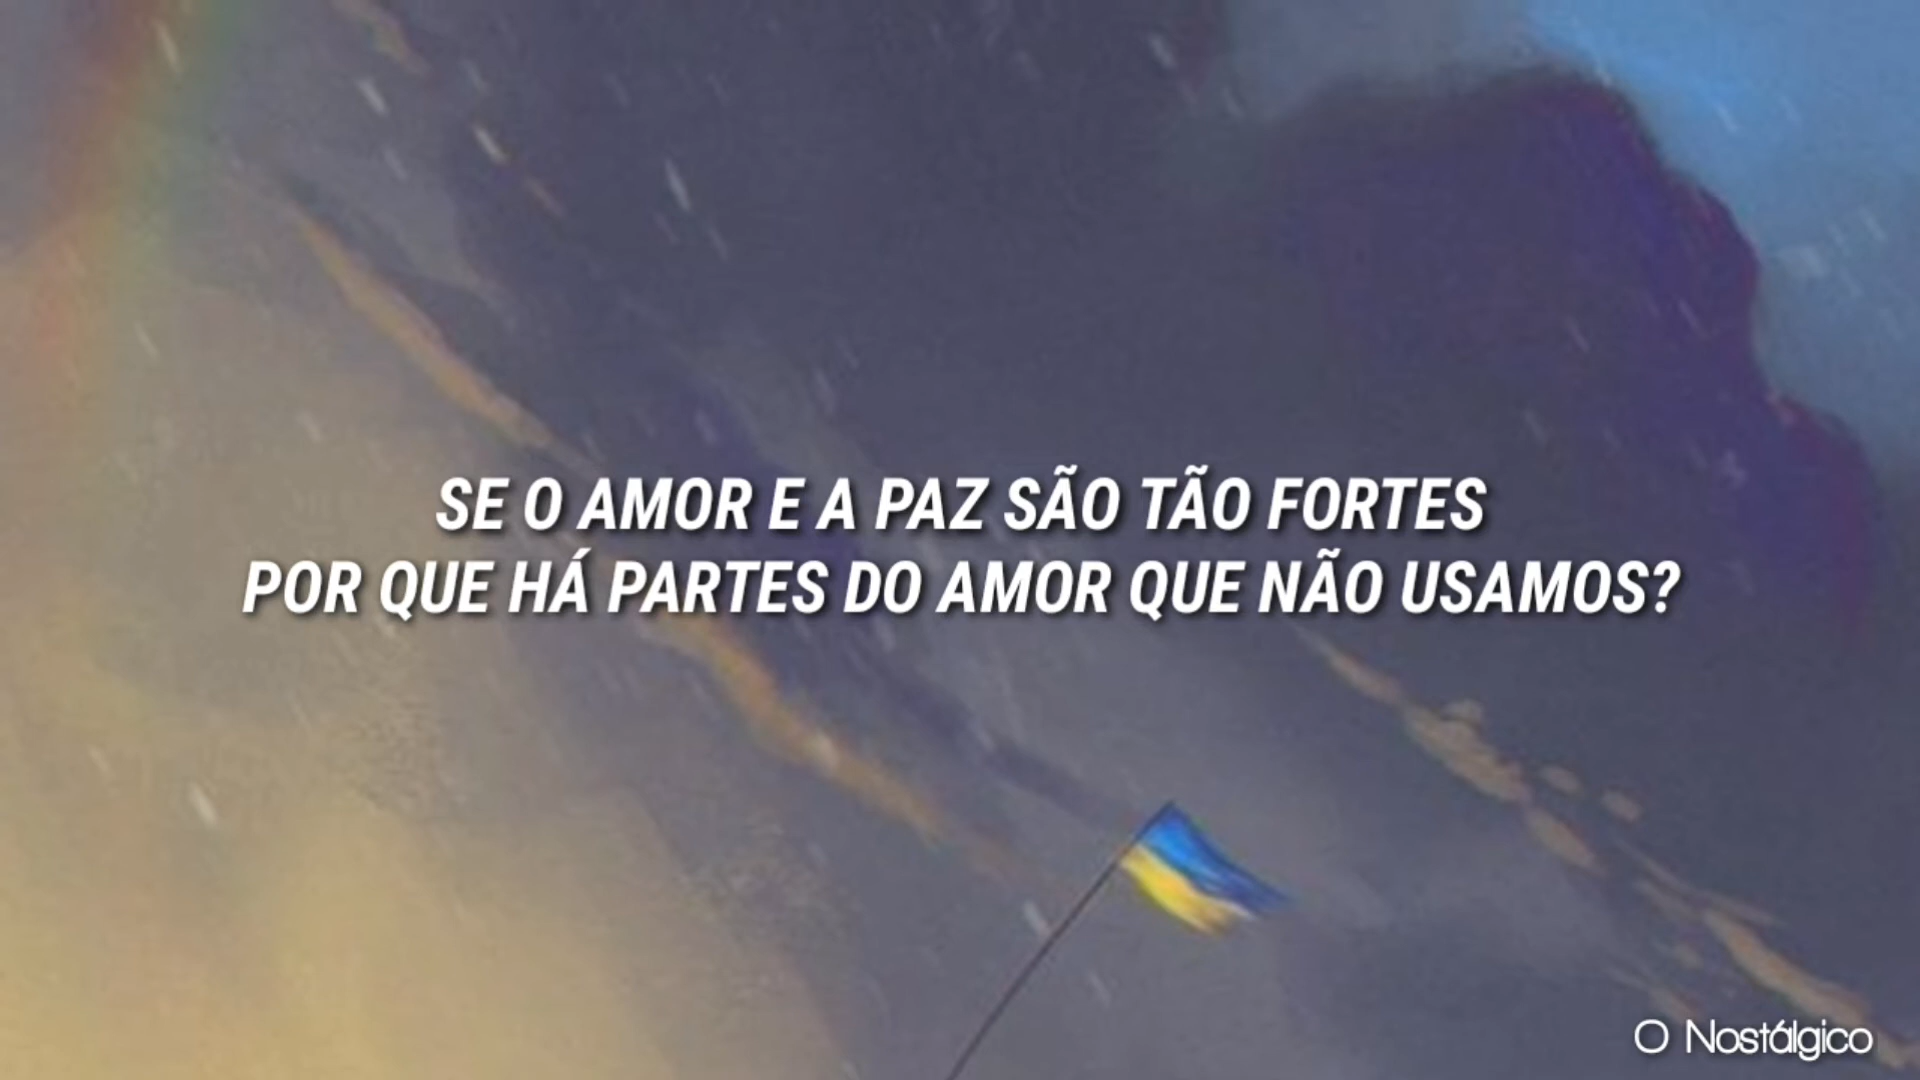 SE O AMOR E A PAZ SÃO TÃO FORTES
POR QUE HÁ PARTES DO AMOR QUE NÃO USAMOS?
O Nostálgico